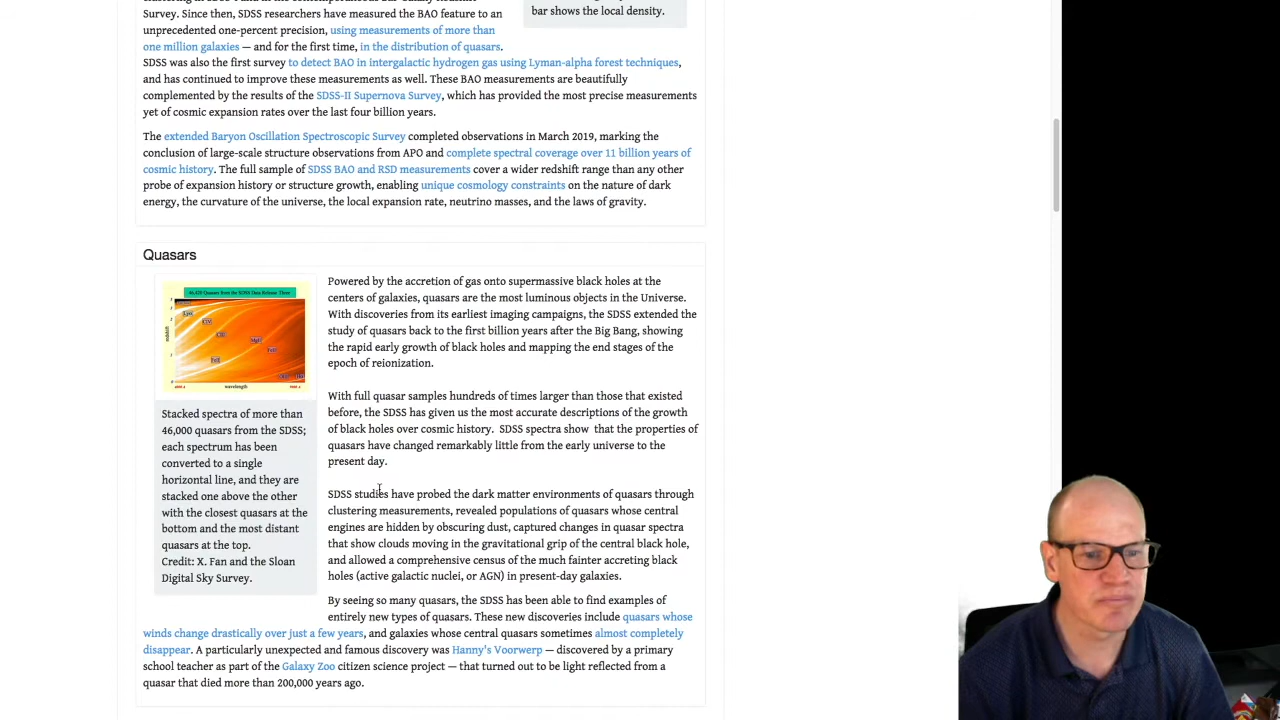 Survey. Since then, SDSS researchers have measured the BAO feature to an
unprecedented one-percent precision, using measurements of more than
one million galaxies — and for the first time, in the distribution of quasars.
SDSS was also the first survey to detect BAO in intergalactic hydrogen gas using Lyman-alpha forest techniques,
and has continued to improve these measurements as well. These BAO measurements are beautifully
complemented by the results of the SDSS-II Supernova Survey, which has provided the most precise measurements
yet of cosmic expansion rates over the last four billion years.
bar shows the local density.
The extended Baryon Oscillation Spectroscopic Survey completed observations in March 2019, marking the
conclusion of large-scale structure observations from APO and complete spectral coverage over 11 billion years of
cosmic history. The full sample of SDSS BAO and RSD measurements cover a wider redshift range than any other
probe of expansion history or structure growth, enabling unique cosmology constraints on the nature of dark
energy, the curvature of the universe, the local expansion rate, neutrino masses, and the laws of gravity.
Quasars
46,420 Quasars from the SDSS Data Release Three
redshift
wavelength
Stacked spectra of more than
46,000 quasars from the SDSS;
each spectrum has been
converted to a single
horizontal line, and they are
stacked one above the other
with the closest quasars at the
bottom and the most distant
quasars at the top.
Credit: X. Fan and the Sloan
Digital Sky Survey.
Powered by the accretion of gas onto supermassive black holes at the
centers of galaxies, quasars are the most luminous objects in the Universe.
With discoveries from its earliest imaging campaigns, the SDSS extended the
study of quasars back to the first billion years after the Big Bang, showing
the rapid early growth of black holes and mapping the end stages of the
epoch of reionization.
With full quasar samples hundreds of times larger than those that existed
before, the SDSS has given us the most accurate descriptions of the growth
of black holes over cosmic history. SDSS spectra show that the properties of
quasars have changed remarkably little from the early universe to the
present day.
SDSS studies have probed the dark matter environments of quasars through
clustering measurements, revealed populations of quasars whose central
engines are hidden by obscuring dust, captured changes in quasar spectra
that show clouds moving in the gravitational grip of the central black hole,
and allowed a comprehensive census of the much fainter accreting black
holes (active galactic nuclei, or AGN) in present-day galaxies.
By seeing so many quasars, the SDSS has been able to find examples of
entirely new types of quasars. These new discoveries include quasars whose
winds change drastically over just a few years, and galaxies whose central quasars sometimes almost completely
disappear. A particularly unexpected and famous discovery was Hanny's Voorwerp — discovered by a primary
school teacher as part of the Galaxy Zoo citizen science project — that turned out to be light reflected from a
quasar that died more than 200,000 years ago.